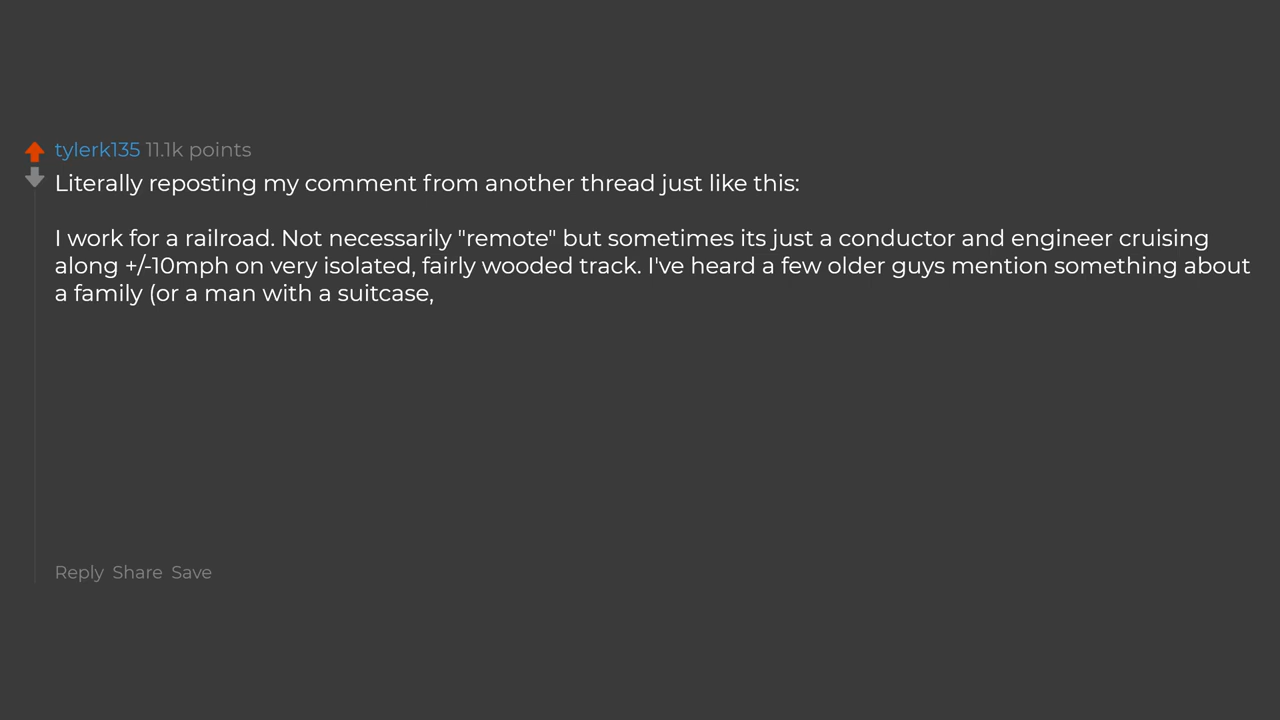 tylerk135 11.1k points
Literally reposting my comment from another thread just like this:
I work for a railroad. Not necessarily "remote" but sometimes its just a conductor and engineer cruising
along +/-10mph on very isolated, fairly wooded track. I've heard a few older guys mention something about
a family (or a man with a suitcase,
Reply Share Save